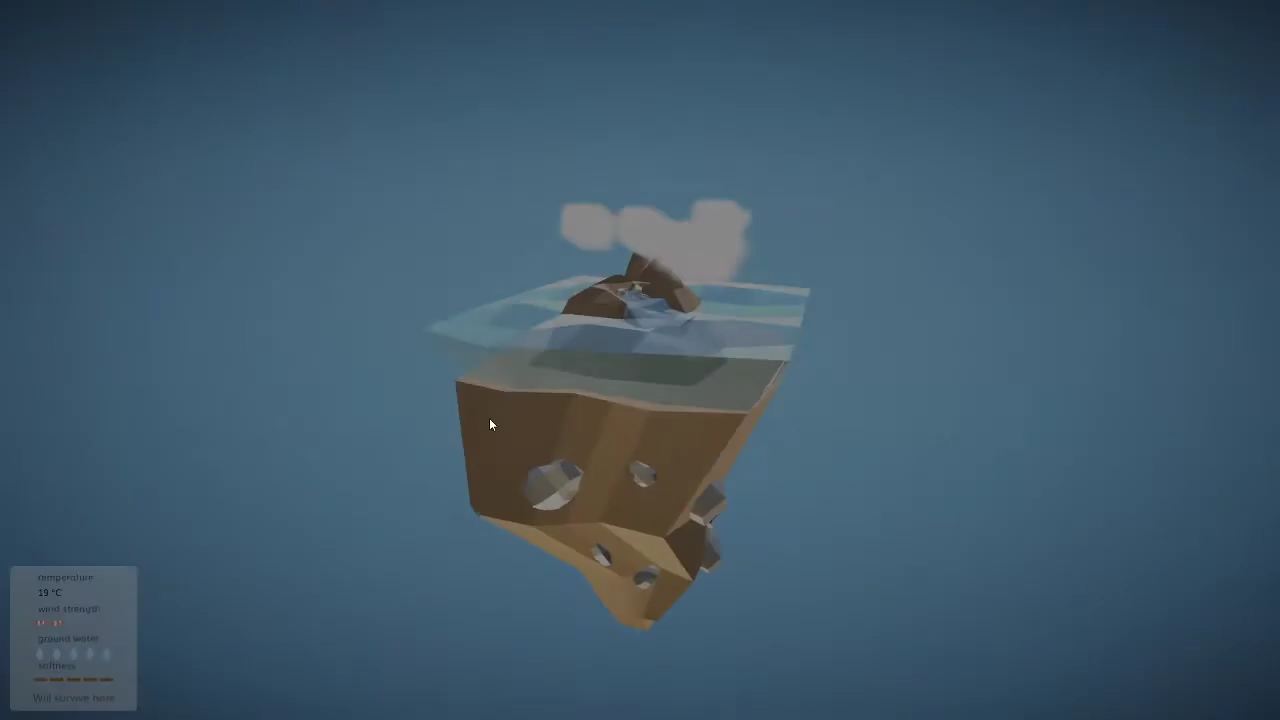 temperature
19 °C
wind strength
ground water
softness
Will survive here